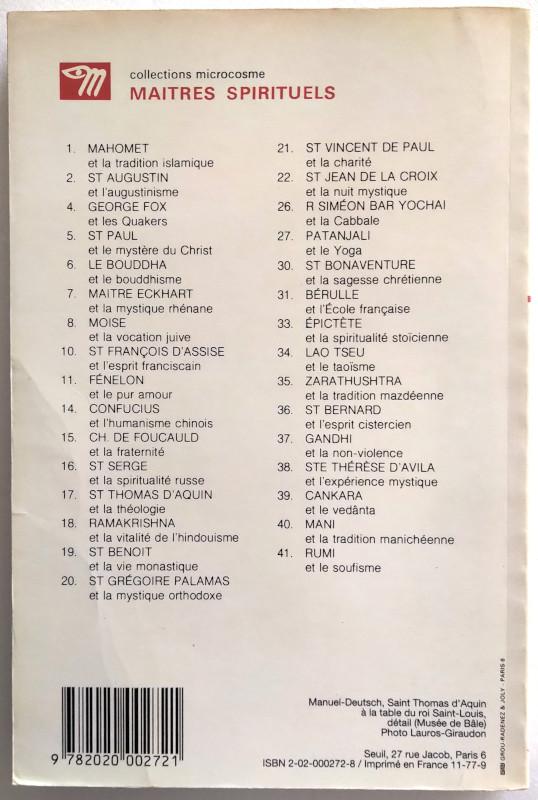 collections microcosme
MAITRES SPIRITUELS
1. MAHOMET
et la tradition islamique
2. ST AUGUSTIN
et l'augustinisme
4. GEORGE FOX
et les Quakers
5. ST PAUL
et le mystère du Christ
6. LE BOUDDHA
et le bouddhisme
7. MAITRE ECKHART
et la mystique rhénane
8. MOISE
et la vocation juive
10. ST FRANÇOIS D'ASSISE
et l'esprit franciscain
11. FÉNELON
et le pur amour
14. CONFUCIUS
et l'humanisme chinois
15. CH. DE FOUCAULD
et la fraternité
16. ST SERGE
et la spiritualité russe
17. ST THOMAS D'AQUIN
et la théologie
18. RAMAKRISHNA
et la vitalité de l'hindouisme
19. ST BENOIT
et la vie monastique
20. ST GRÉGOIRE PALAMAS
et la mystique orthodoxe
21. ST VINCENT DE PAUL
et la charité
22. ST JEAN DE LA CROIX
et la nuit mystique
26. R SIMÉON BAR YOCHAI
et la Cabbale
27. PATANJALI
et le Yoga
30. ST BONAVENTURE
et la sagesse chrétienne
31. BÉRULLE
et l'École française
33. ÉPICTÈTE
et la spiritualité stoïcienne
34. LAO TSEU
et le taoïsme
35. ZARATHUSHTRA
et la tradition mazdéenne
36. ST BERNARD
et l'esprit cistercien
37. GANDHI
et la non-violence
38. STE THÉRÈSE D'AVILA
et l'expérience mystique
39. CANKARA
et le vedânta
40. MANI
et la tradition manichéenne
41. RUMI
et le soufisme
9 782020 002721
Manuel-Deutsch, Saint Thomas d'Aquin
à la table du roi Saint-Louis,
détail (Musée de Bâle)
Photo Lauros-Giraudon
Seuil, 27 rue Jacob, Paris 6
ISBN 2-02-000272-8 / Imprimé en France 11-77-9
GROU-RADENEZ & JOLY - PARIS 6